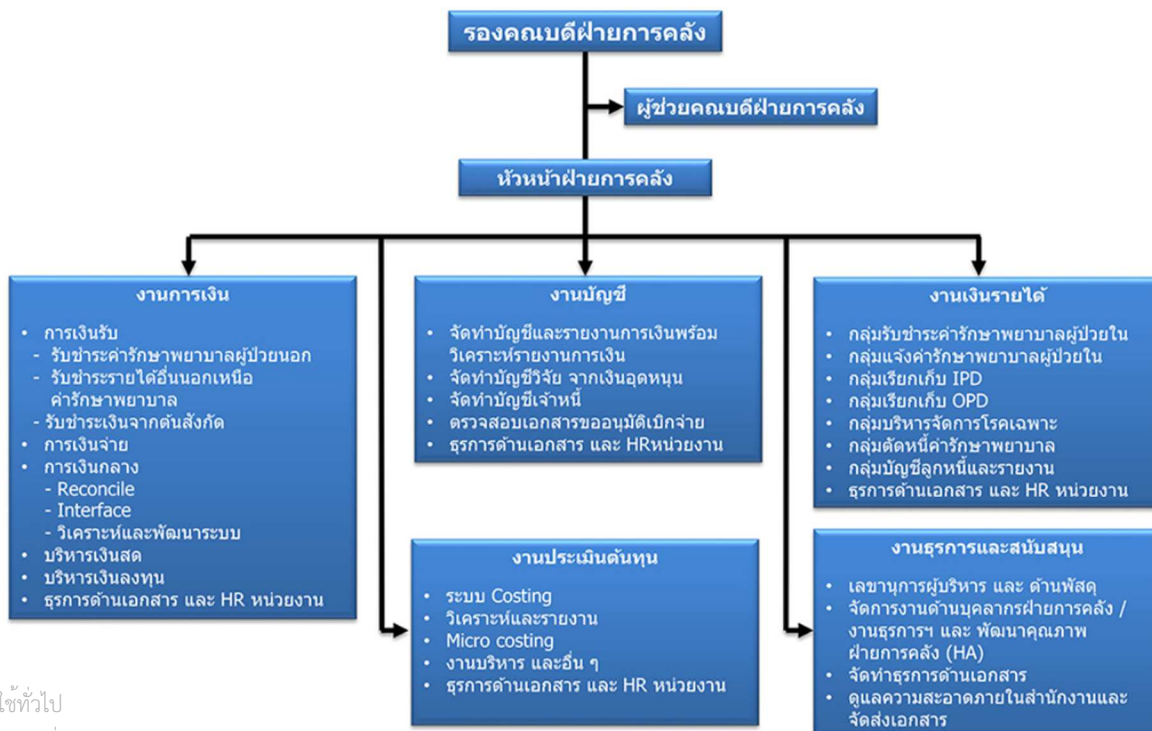 รองคณบดีฝ่ายการคลัง
ผู้ช่วยคณบดีฝ่ายการคลัง
หัวหน้าฝ่ายการคลัง
งานการเงิน
• การเงินรับ
- รับชำระค่ารักษาพยาบาลผู้ป่วยนอก
- รับชำระรายได้อื่นนอกเหนือ
ค่ารักษาพยาบาล
- รับชำระเงินจากต้นสังกัด
• การเงินจ่าย
• การเงินกลาง
- Reconcile
- Interface
- วิเคราะห์และพัฒนาระบบ
• บริหารเงินสด
• บริหารเงินลงทุน
• ธุรการด้านเอกสาร และ HR หน่วยงาน
งานบัญชี
• จัดทำบัญชีและรายงานการเงินพร้อม
วิเคราะห์รายงานการเงิน
• จัดทำบัญชีวิจัย จากเงินอุดหนุน
• จัดทำบัญชีเจ้าหนี้
• ตรวจสอบเอกสารขออนุมัติเบิกจ่าย
• ธุรการด้านเอกสาร และ HRหน่วยงาน
งานเงินรายได้
• กลุ่มรับชำระค่ารักษาพยาบาลผู้ป่วยใน
• กลุ่มแจ้งค่ารักษาพยาบาลผู้ป่วยใน
• กลุ่มเรียกเก็บ IPD
• กลุ่มเรียกเก็บ OPD
• กลุ่มบริหารจัดการโรคเฉพาะ
• กลุ่มตัดหนี้ค่ารักษาพยาบาล
• กลุ่มบัญชีลูกหนี้และรายงาน
• ธุรการด้านเอกสาร และ HR หน่วยงาน
งานประเมินต้นทุน
• ระบบ Costing
• วิเคราะห์และรายงาน
• Micro costing
• งานบริหาร และอื่น ๆ
• ธุรการด้านเอกสาร และ HR หน่วยงาน
งานธุรการและสนับสนุน
• เลขานุการผู้บริหาร และ ด้านพัสดุ
• จัดการงานด้านบุคลากรฝ่ายการคลัง /
งานธุรการฯ และ พัฒนาคุณภาพ
ฝ่ายการคลัง (HA)
• จัดทำธุรการด้านเอกสาร
• ดูแลความสะอาดภายในสำนักงานและ
จัดส่งเอกสาร
ใช้ทั่วไป